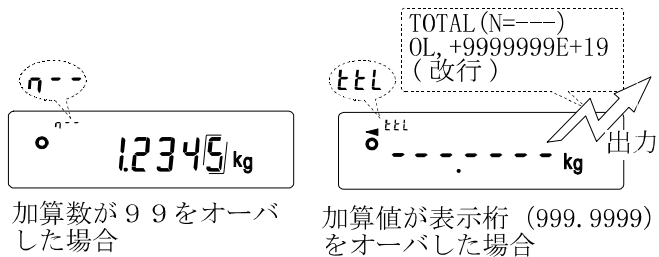 n--
n--
1.2345 kg
加算数が９９をオーバ
した場合
TOTAL(N=---)
OL,+9999999E+19
(改行)
ttL
ttL
------- kg
.
出力
加算値が表示桁 (999.9999)
をオーバした場合